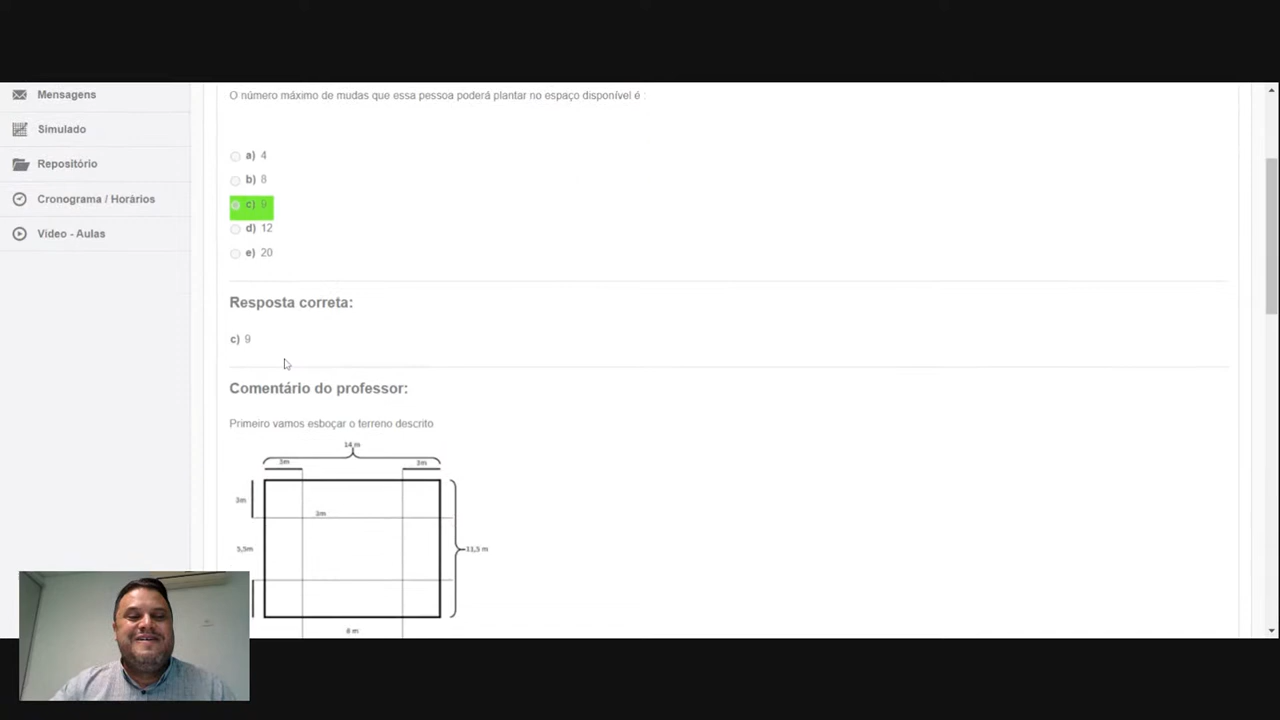 Mensagens
Simulado
Repositório
Cronograma / Horários
Video - Aulas
O número máximo de mudas que essa pessoa poderá plantar no espaço disponível é :
a) 4
b) 8
c) 9
d) 12
e) 20
Resposta correta:
c) 9
Comentário do professor:
Primeiro vamos esboçar o terreno descrito
14 m
3m 3m
3m
3m
5,5m 11,5 m
8 m